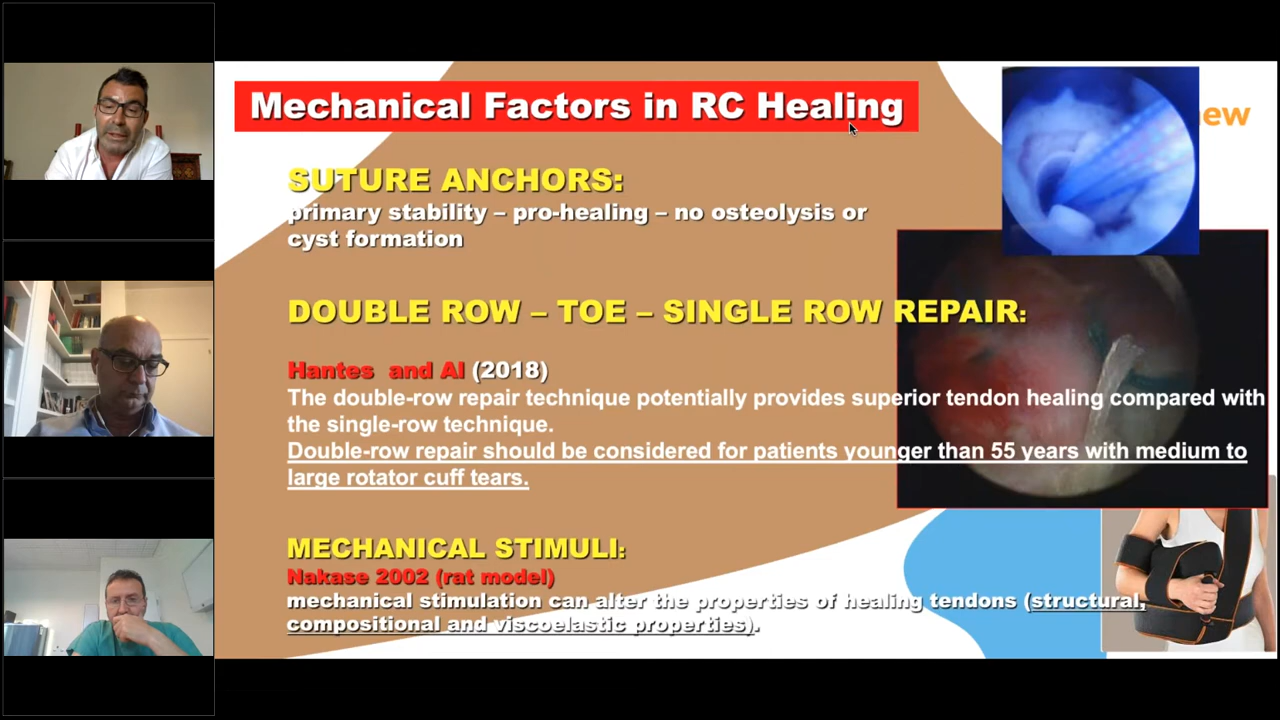 Mechanical Factors in RC Healing
ew
SUTURE ANCHORS:
primary stability – pro-healing – no osteolysis or
cyst formation
DOUBLE ROW – TOE – SINGLE ROW REPAIR:
Hantes and Al (2018)
The double-row repair technique potentially provides superior tendon healing compared with
the single-row technique.
Double-row repair should be considered for patients younger than 55 years with medium to
large rotator cuff tears.
MECHANICAL STIMULI:
Nakase 2002 (rat model)
mechanical stimulation can alter the properties of healing tendons (structural,
compositional and viscoelastic properties).